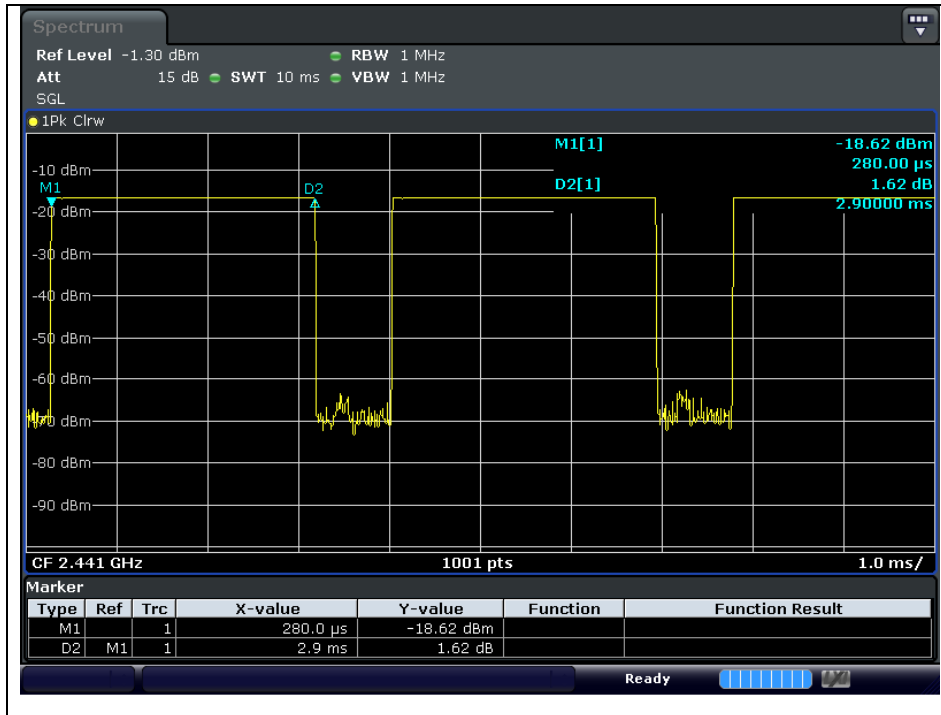 Spectrum
Ref Level -1.30 dBm RBW 1 MHz
Att 15 dB SWT 10 ms VBW 1 MHz
SGL
1Pk Clrw
M1[1] -18.62 dBm
280.00 µs
D2[1] 1.62 dB
2.90000 ms
-10 dBm
M1
D2
-20 dBm
-30 dBm
-40 dBm
-50 dBm
-60 dBm
-70 dBm
-80 dBm
-90 dBm
CF 2.441 GHz 1001 pts 1.0 ms/
Marker
Type Ref Trc X-value Y-value Function Function Result
M1 1 280.0 µs -18.62 dBm
D2 M1 1 2.9 ms 1.62 dB
Ready